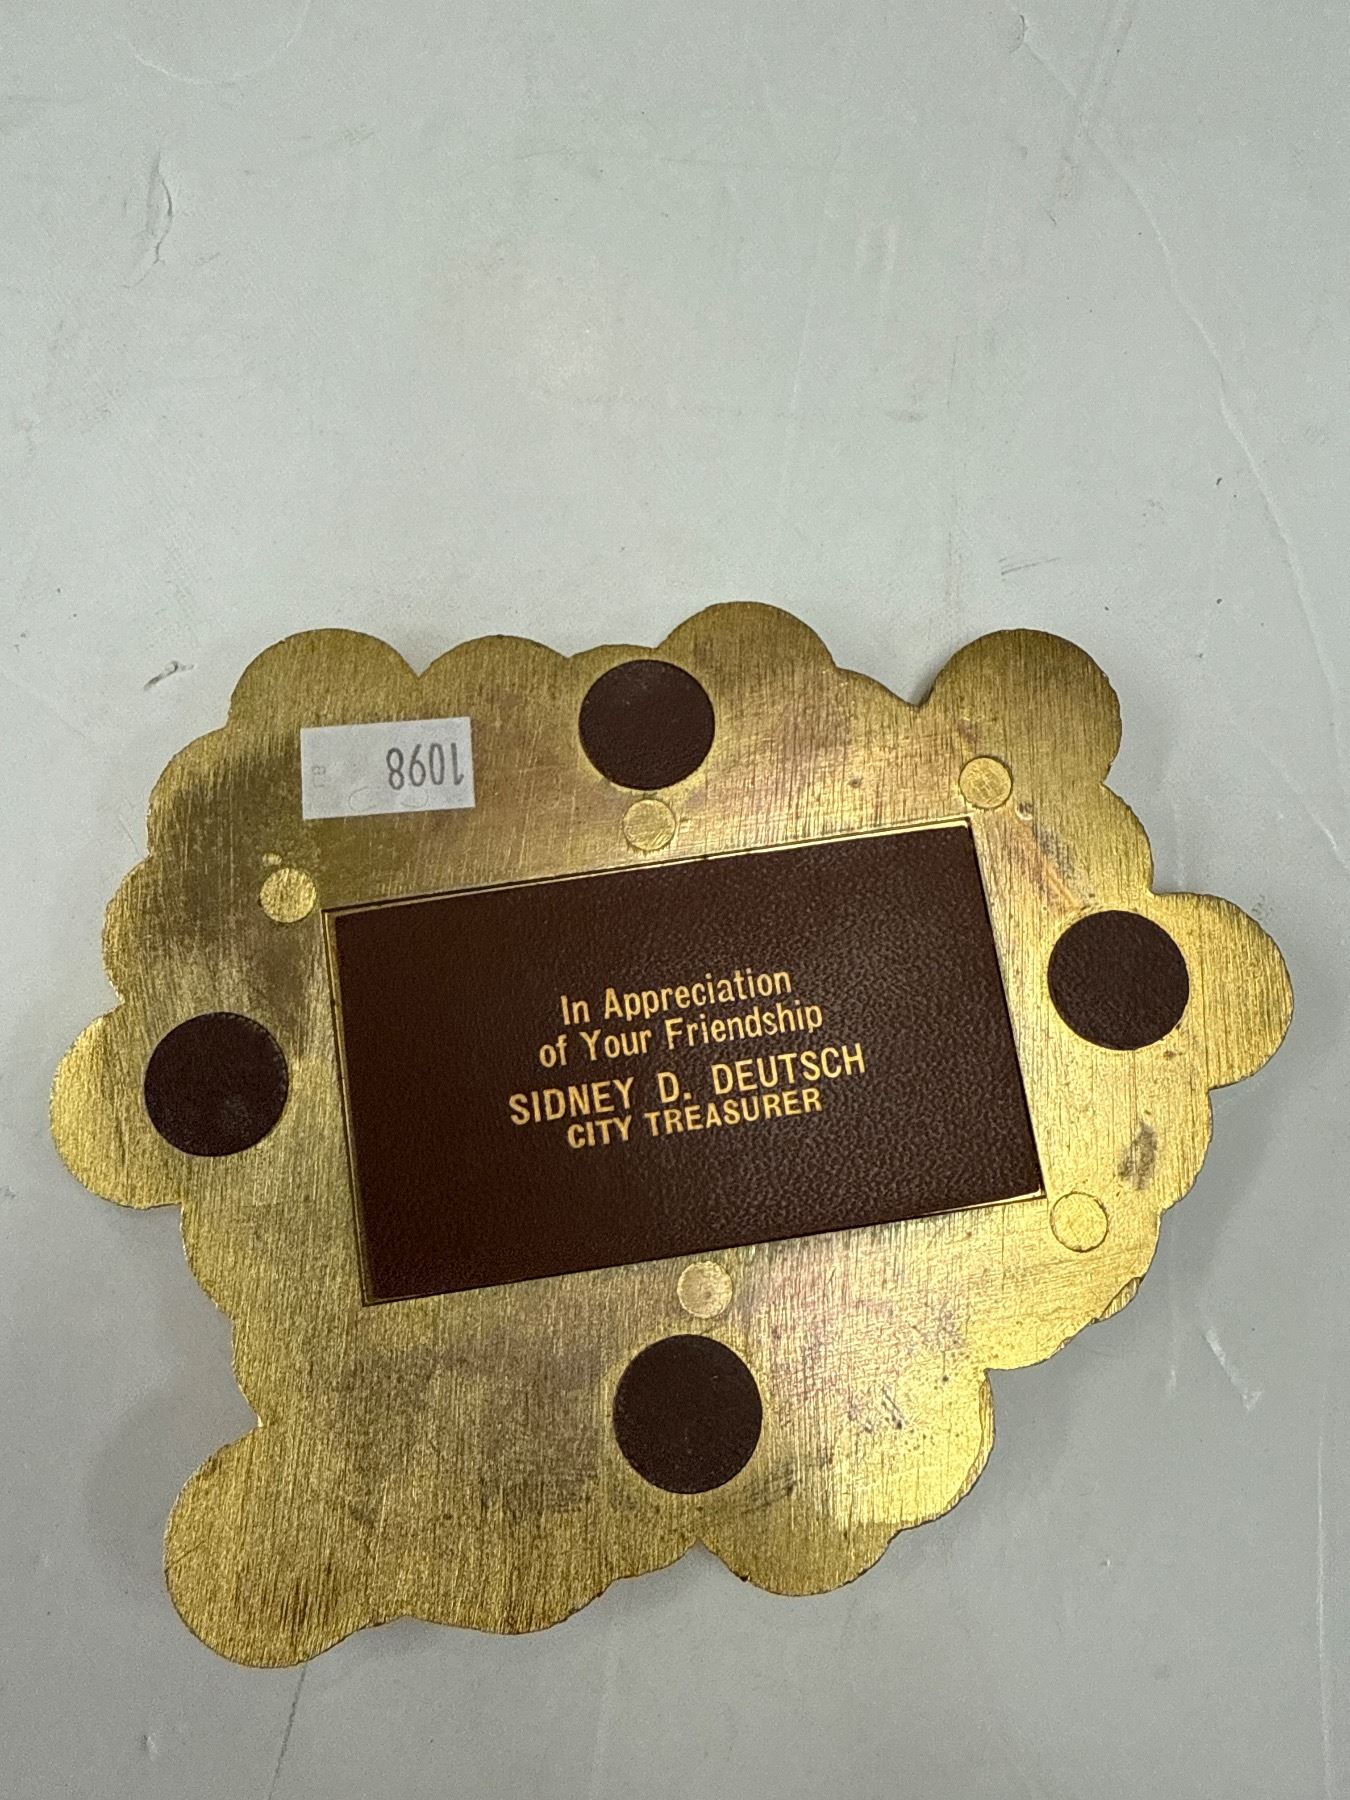 1098
In Appreciation
of Your Friendship
SIDNEY D. DEUTSCH
CITY TREASURER